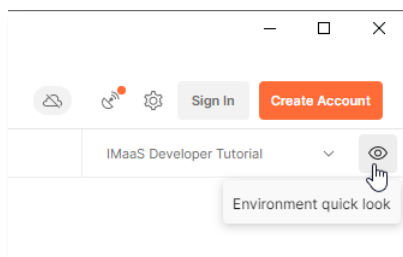 Sign In
Create Account
IMaaS Developer Tutorial
Environment quick look